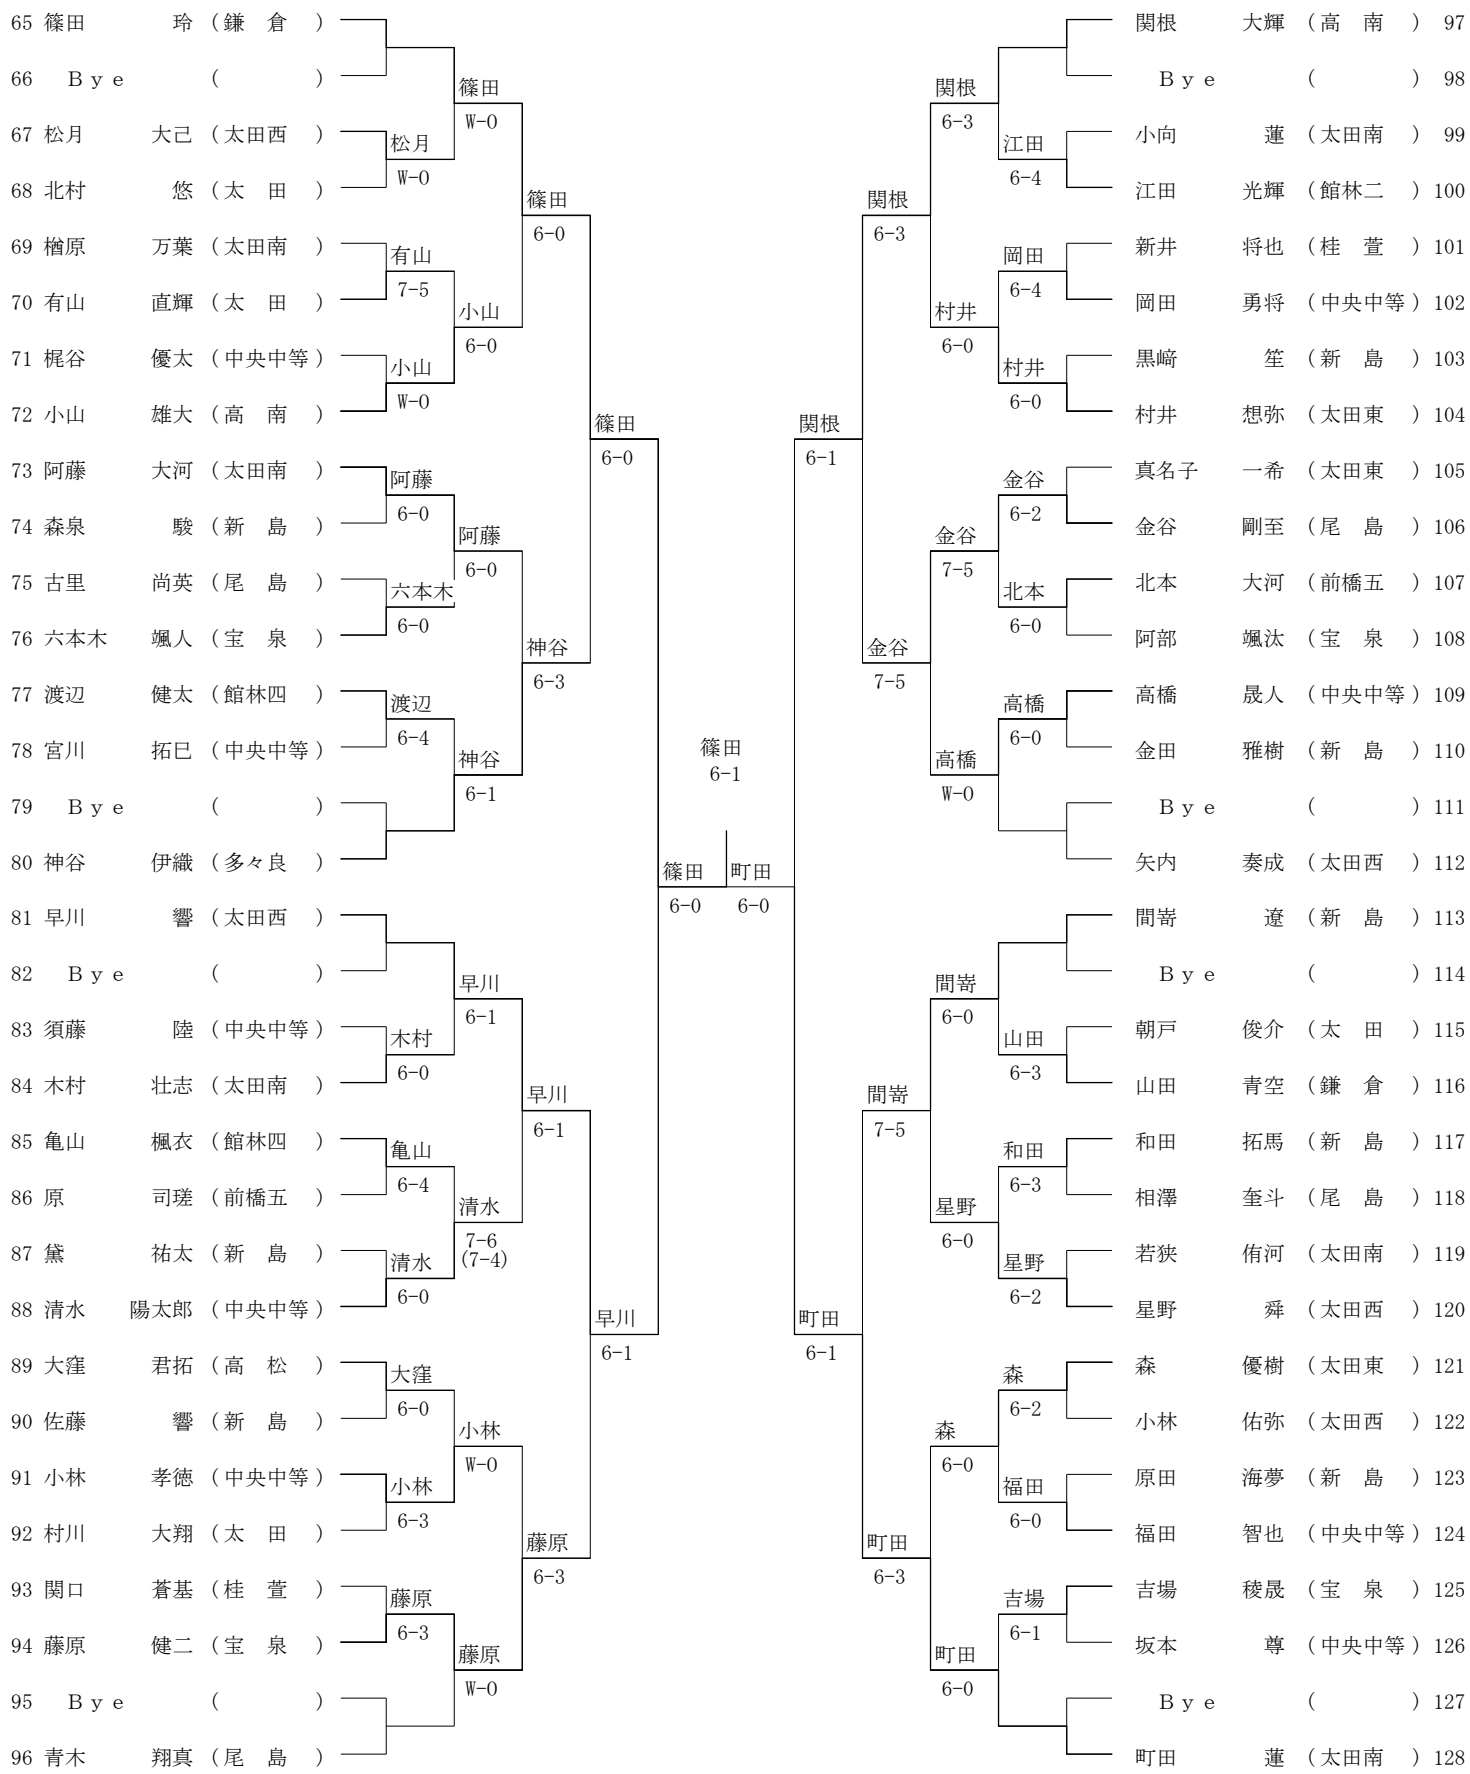 65 篠田 玲 (鎌 倉)
66 Bye ( )
67 松月 大己 (太田西)
68 北村 悠 (太 田)
69 楢原 万葉 (太田南)
70 有山 直輝 (太 田)
71 梶谷 優太 (中央中等)
72 小山 雄大 (高 南)
73 阿藤 大河 (太田南)
74 森泉 駿 (新 島)
75 古里 尚英 (尾 島)
76 六本木 颯人 (宝 泉)
77 渡辺 健太 (館林四)
78 宮川 拓巳 (中央中等)
79 Bye ( )
80 神谷 伊織 (多々良)
81 早川 響 (太田西)
82 Bye ( )
83 須藤 陸 (中央中等)
84 木村 壮志 (太田南)
85 亀山 楓衣 (館林四)
86 原 司瑳 (前橋五)
87 黛 祐太 (新 島)
88 清水 陽太郎 (中央中等)
89 大窪 君拓 (高 松)
90 佐藤 響 (新 島)
91 小林 孝徳 (中央中等)
92 村川 大翔 (太 田)
93 関口 蒼基 (桂 萱)
94 藤原 健二 (宝 泉)
95 Bye ( )
96 青木 翔真 (尾 島)
松月
W-0
有山
7-5
小山
W-0
阿藤
6-0
六本木
6-0
渡辺
6-4
木村
6-0
亀山
6-4
清水
6-0
大窪
6-0
小林
6-3
藤原
6-3
篠田
W-0
小山
6-0
阿藤
6-0
神谷
6-1
早川
6-1
清水
7-6
(7-4)
小林
W-0
藤原
W-0
篠田
6-0
神谷
6-3
早川
6-1
藤原
6-3
篠田
6-0
早川
6-1
篠田
6-0
篠田
6-1
町田
6-0
関根
6-1
町田
6-1
関根
6-3
金谷
7-5
間嵜
7-5
町田
6-3
関根
6-3
村井
6-0
金谷
7-5
高橋
W-0
間嵜
6-0
星野
6-0
森
6-0
町田
6-0
江田
6-4
岡田
6-4
村井
6-0
金谷
6-2
北本
6-0
高橋
6-0
山田
6-3
和田
6-3
星野
6-2
森
6-2
福田
6-0
吉場
6-1
関根 大輝 (高 南) 97
Bye ( ) 98
小向 蓮 (太田南) 99
江田 光輝 (館林二) 100
新井 将也 (桂 萱) 101
岡田 勇将 (中央中等) 102
黒﨑 笙 (新 島) 103
村井 想弥 (太田東) 104
真名子 一希 (太田東) 105
金谷 剛至 (尾 島) 106
北本 大河 (前橋五) 107
阿部 颯汰 (宝 泉) 108
高橋 晟人 (中央中等) 109
金田 雅樹 (新 島) 110
Bye ( ) 111
矢内 奏成 (太田西) 112
間嵜 遼 (新 島) 113
Bye ( ) 114
朝戸 俊介 (太 田) 115
山田 青空 (鎌 倉) 116
和田 拓馬 (新 島) 117
相澤 奎斗 (尾 島) 118
若狭 侑河 (太田南) 119
星野 舜 (太田西) 120
森 優樹 (太田東) 121
小林 佑弥 (太田西) 122
原田 海夢 (新 島) 123
福田 智也 (中央中等) 124
吉場 稜晟 (宝 泉) 125
坂本 尊 (中央中等) 126
Bye ( ) 127
町田 蓮 (太田南) 128